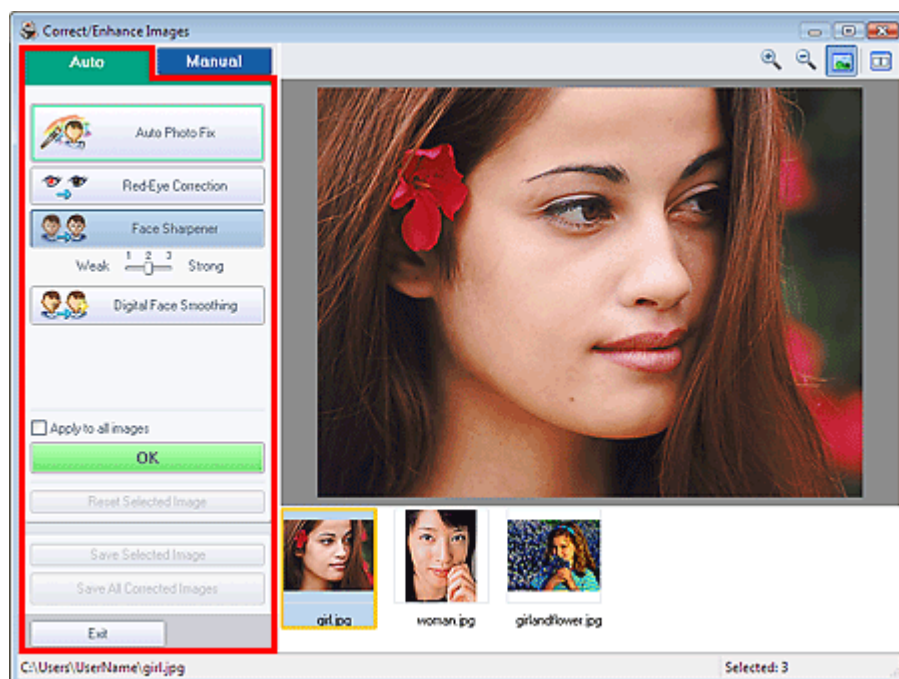 Correct/Enhance Images
Auto Manual
Auto Photo Fix
Red-Eye Correction
Face Sharpener
1 2 3
Weak Strong
Digital Face Smoothing
Apply to all images
OK
Reset Selected Image
Save Selected Image
Save All Corrected Images
Exit
girl.jpg woman.jpg girlandflower.jpg
C:\Users\UserName\girl.jpg Selected: 3